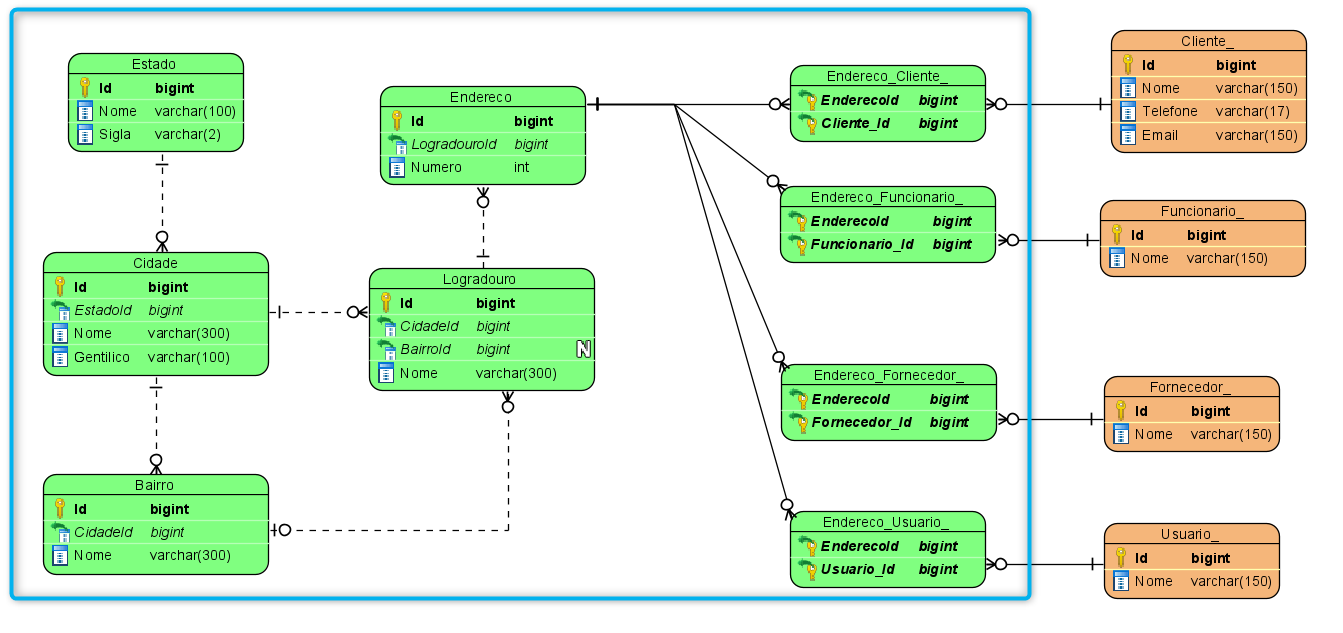 Estado
Id bigint
Nome varchar(100)
Sigla varchar(2)
Cidade
Id bigint
EstadoId bigint
Nome varchar(300)
Gentilico varchar(100)
Bairro
Id bigint
CidadeId bigint
Nome varchar(300)
Endereco
Id bigint
LogradouroId bigint
Numero int
Logradouro
Id bigint
CidadeId bigint
BairroId bigint N
Nome varchar(300)
Endereco_Cliente_
EnderecoId bigint
Cliente_Id bigint
Endereco_Funcionario_
EnderecoId bigint
Funcionario_Id bigint
Endereco_Fornecedor_
EnderecoId bigint
Fornecedor_Id bigint
Endereco_Usuario_
EnderecoId bigint
Usuario_Id bigint
Cliente_
Id bigint
Nome varchar(150)
Telefone varchar(17)
Email varchar(150)
Funcionario_
Id bigint
Nome varchar(150)
Fornecedor_
Id bigint
Nome varchar(150)
Usuario_
Id bigint
Nome varchar(150)